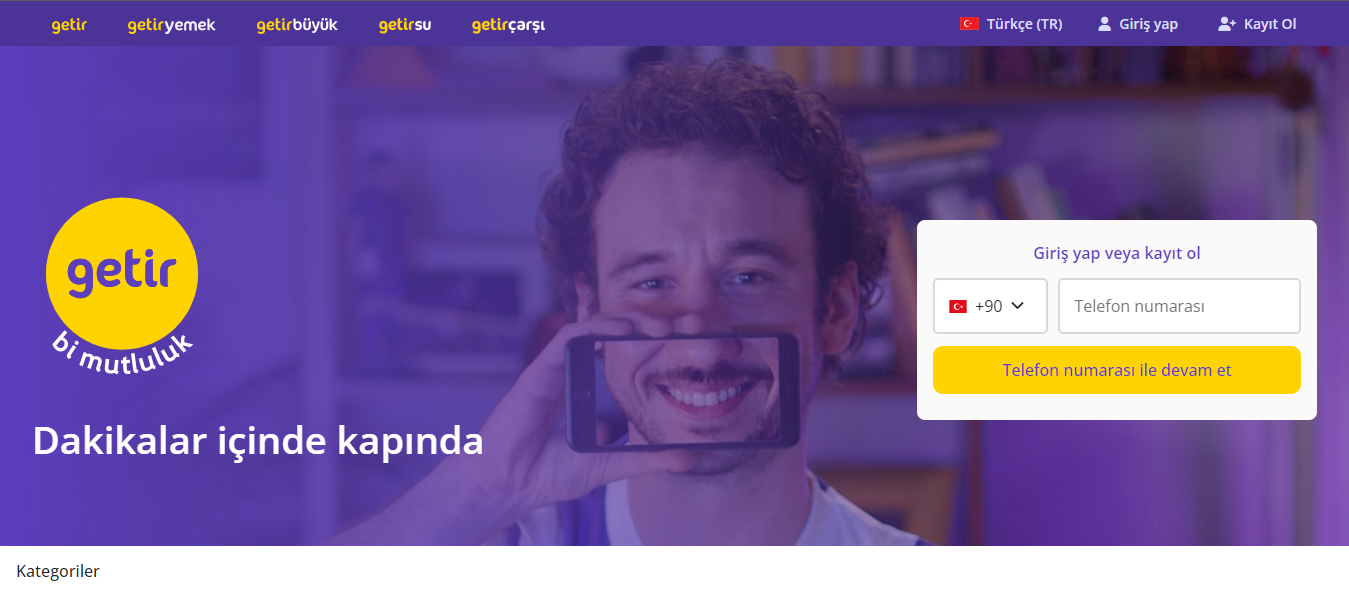 getir getiryemek getirbüyük getirsu getirçarşı Türkçe (TR) Giriş yap Kayıt Ol
getir
bi mutluluk
Dakikalar içinde kapında
Giriş yap veya kayıt ol
+90 Telefon numarası
Telefon numarası ile devam et
Kategoriler